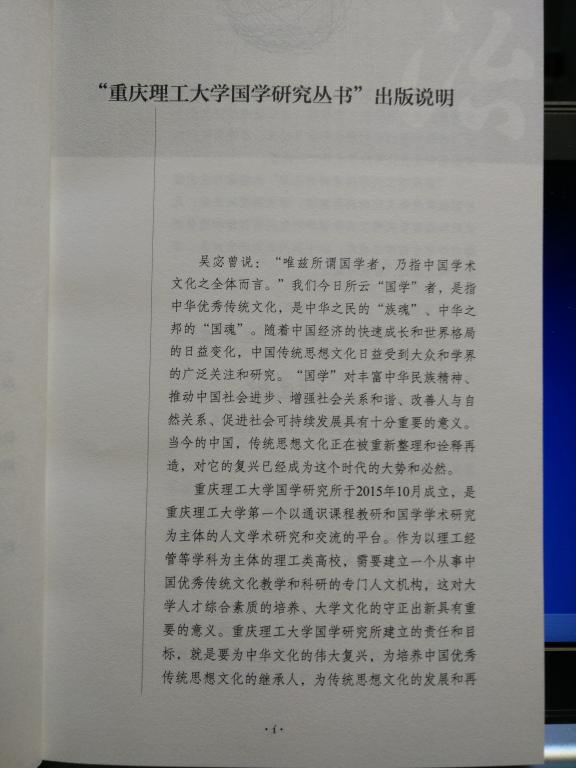 治
“重庆理工大学国学研究丛书”出版说明
吴宓曾说：“唯兹所谓国学者，乃指中国学术
文化之全体而言。”我们今日所云“国学”者，是指
中华优秀传统文化，是中华之民的“族魂”、中华之
邦的“国魂”。随着中国经济的快速成长和世界格局
的日益变化，中国传统思想文化日益受到大众和学界
的广泛关注和研究。“国学”对丰富中华民族精神、
推动中国社会进步、增强社会关系和谐、改善人与自
然关系、促进社会可持续发展具有十分重要的意义。
当今的中国，传统思想文化正在被重新整理和诠释再
造，对它的复兴已经成为这个时代的大势和必然。
重庆理工大学国学研究所于2015年10月成立，是
重庆理工大学第一个以通识课程教研和国学学术研究
为主体的人文学术研究和交流的平台。作为以理工经
管等学科为主体的理工类高校，需要建立一个从事中
国优秀传统文化教学和科研的专门人文机构，这对大
学人才综合素质的培养、大学文化的守正出新具有重
要的意义。重庆理工大学国学研究所建立的责任和目
标，就是要为中华文化的伟大复兴，为培养中国优秀
传统思想文化的继承人，为传统思想文化的发展和再